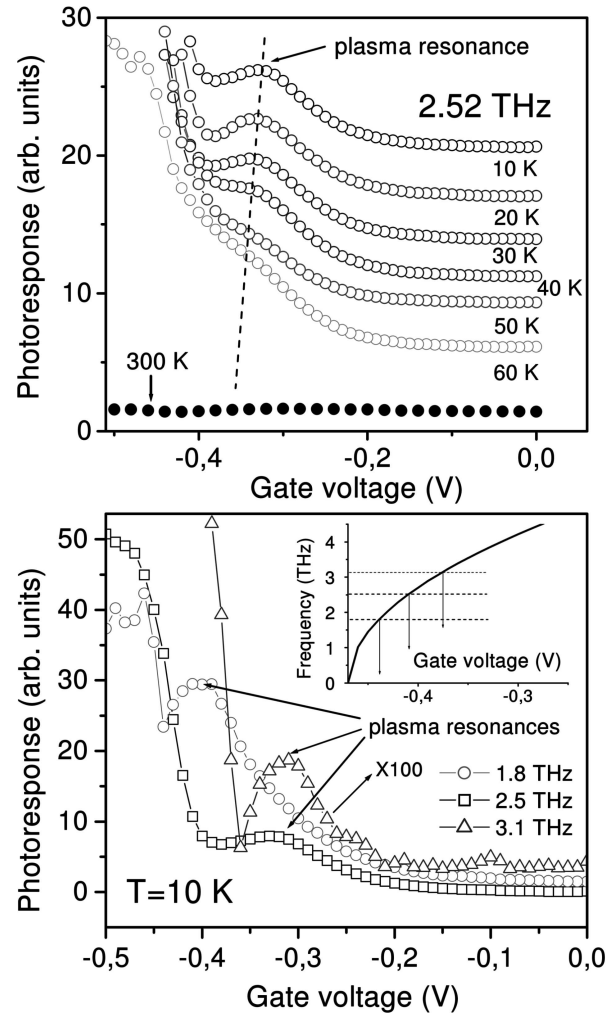 30
20
10
0
Photoresponse (arb. units)
plasma resonance
2.52 THz
10 K
20 K
30 K
40 K
50 K
60 K
300 K
-0,4
-0,2
0,0
Gate voltage (V)
50
40
30
20
10
0
Photoresponse (arb. units)
4
3
2
1
0
Frequency (THz)
Gate voltage (V)
-0,4
-0,3
plasma resonances
X100
1.8 THz
2.5 THz
3.1 THz
T=10 K
-0,5
-0,4
-0,3
-0,2
-0,1
0,0
Gate voltage (V)